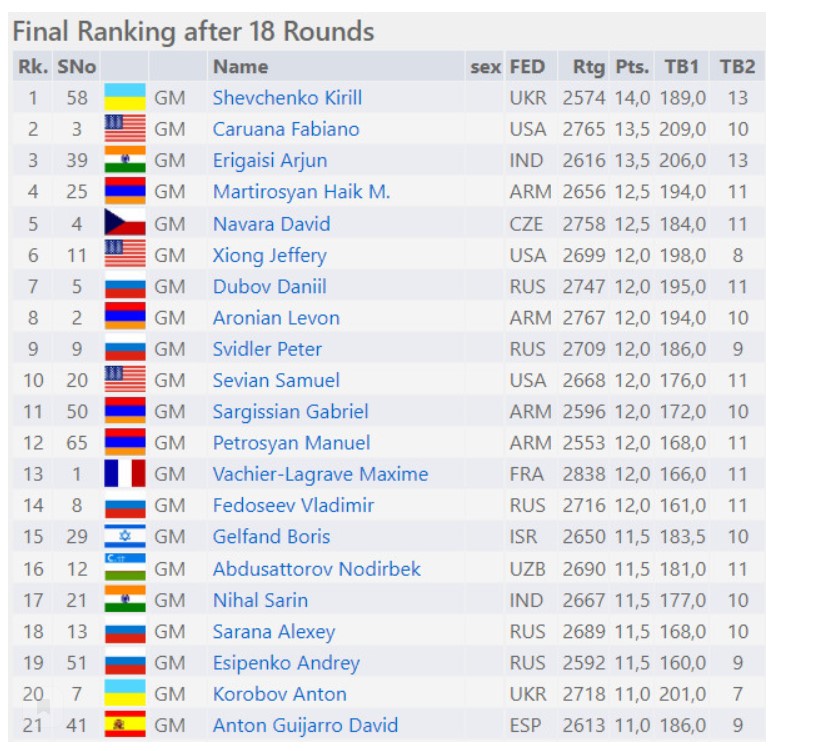 Final Ranking after 18 Rounds
Rk. SNo Name sex FED Rtg Pts. TB1 TB2
1 58 GM Shevchenko Kirill UKR 2574 14,0 189,0 13
2 3 GM Caruana Fabiano USA 2765 13,5 209,0 10
3 39 GM Erigaisi Arjun IND 2616 13,5 206,0 13
4 25 GM Martirosyan Haik M. ARM 2656 12,5 194,0 11
5 4 GM Navara David CZE 2758 12,5 184,0 11
6 11 GM Xiong Jeffery USA 2699 12,0 198,0 8
7 5 GM Dubov Daniil RUS 2747 12,0 195,0 11
8 2 GM Aronian Levon ARM 2767 12,0 194,0 10
9 9 GM Svidler Peter RUS 2709 12,0 186,0 9
10 20 GM Sevian Samuel USA 2668 12,0 176,0 11
11 50 GM Sargissian Gabriel ARM 2596 12,0 172,0 10
12 65 GM Petrosyan Manuel ARM 2553 12,0 168,0 11
13 1 GM Vachier-Lagrave Maxime FRA 2838 12,0 166,0 11
14 8 GM Fedoseev Vladimir RUS 2716 12,0 161,0 11
15 29 GM Gelfand Boris ISR 2650 11,5 183,5 10
16 12 GM Abdusattorov Nodirbek UZB 2690 11,5 181,0 11
17 21 GM Nihal Sarin IND 2667 11,5 177,0 10
18 13 GM Sarana Alexey RUS 2689 11,5 168,0 10
19 51 GM Esipenko Andrey RUS 2592 11,5 160,0 9
20 7 GM Korobov Anton UKR 2718 11,0 201,0 7
21 41 GM Anton Guijarro David ESP 2613 11,0 186,0 9